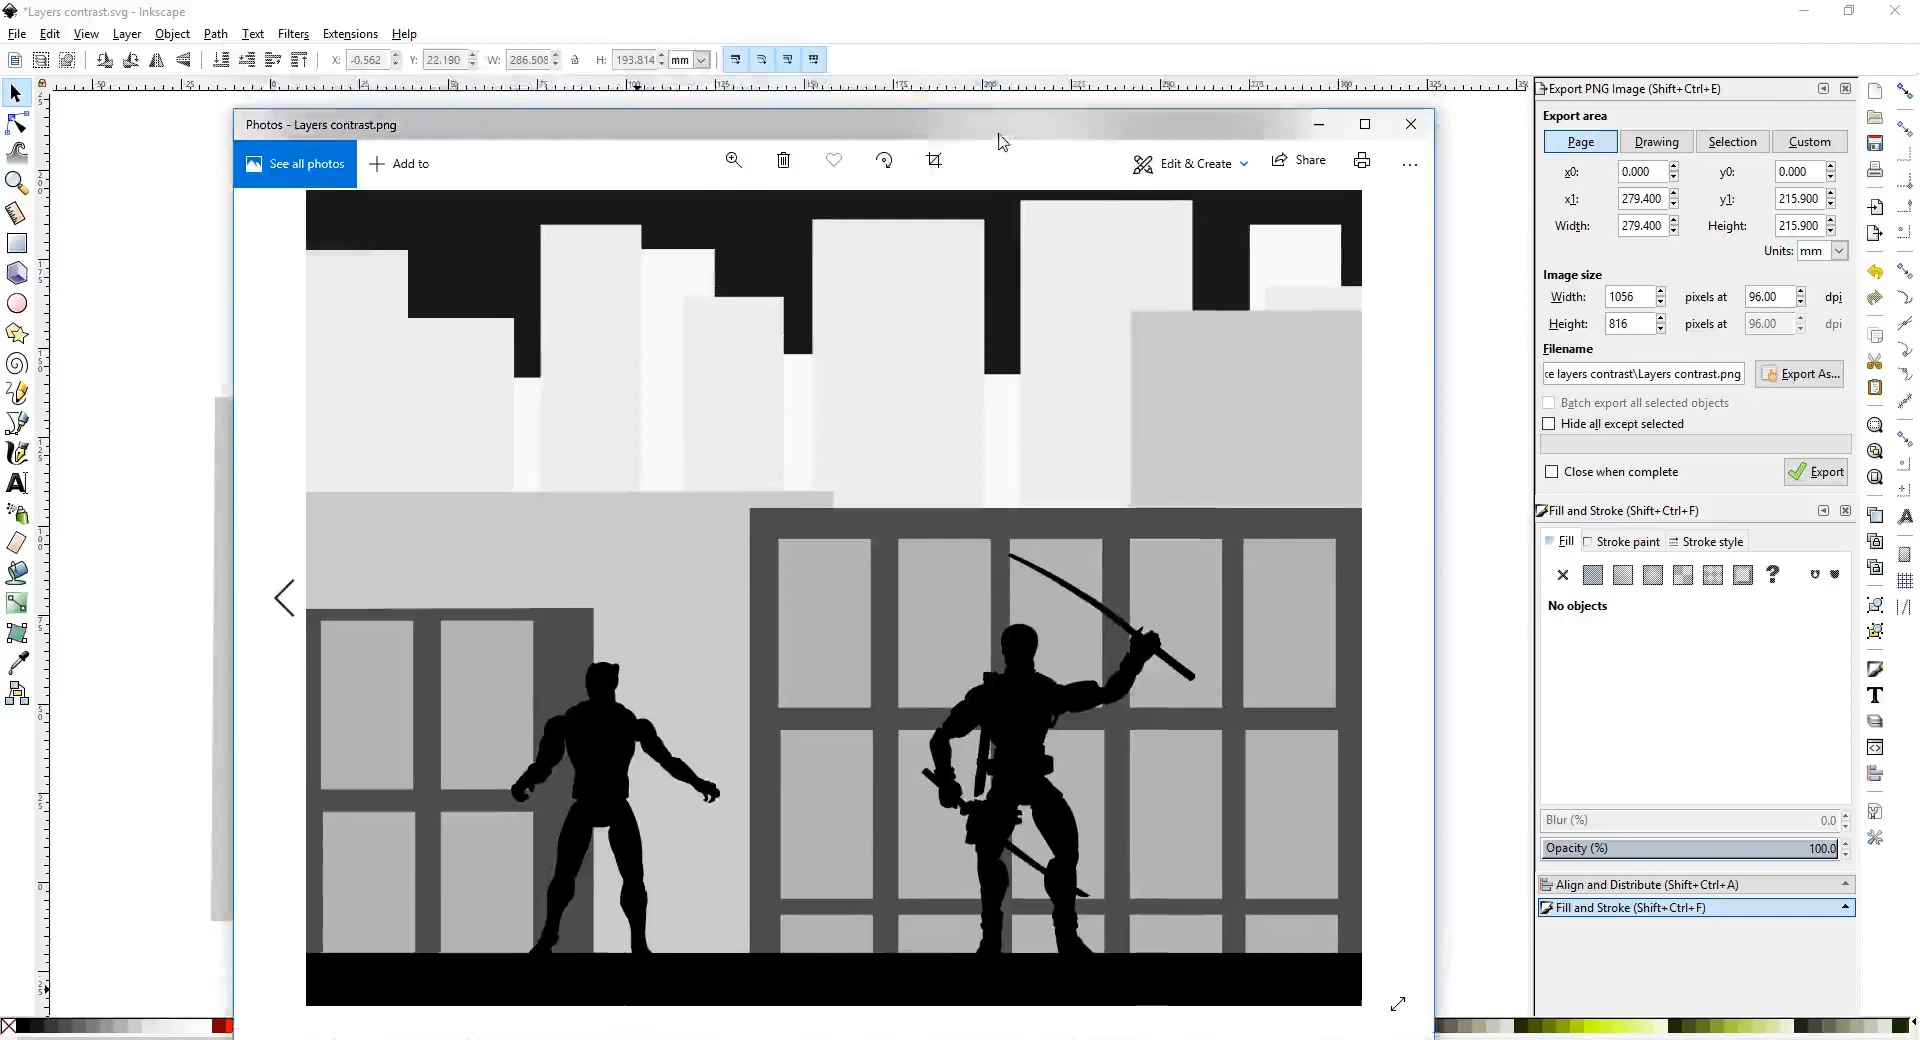 *Layers contrast.svg - Inkscape
File Edit View Layer Object Path Text Filters Extensions Help
X: -0.562 Y: 22.190 W: 286.508 H: 193.814 mm
Photos - Layers contrast.png
See all photos Add to Edit & Create Share
Export PNG Image (Shift+Ctrl+E)
Export area
Page Drawing Selection Custom
x0: 0.000 y0: 0.000
x1: 279.400 y1: 215.900
Width: 279.400 Height: 215.900
Units: mm
Image size
Width: 1056 pixels at 96.00 dpi
Height: 816 pixels at 96.00 dpi
Filename
ce layers contrast\Layers contrast.png Export As...
Batch export all selected objects
Hide all except selected
Close when complete Export
Fill and Stroke (Shift+Ctrl+F)
Fill Stroke paint Stroke style
No objects
Blur (%) 0.0
Opacity (%) 100.0
Align and Distribute (Shift+Ctrl+A)
Fill and Stroke (Shift+Ctrl+F)